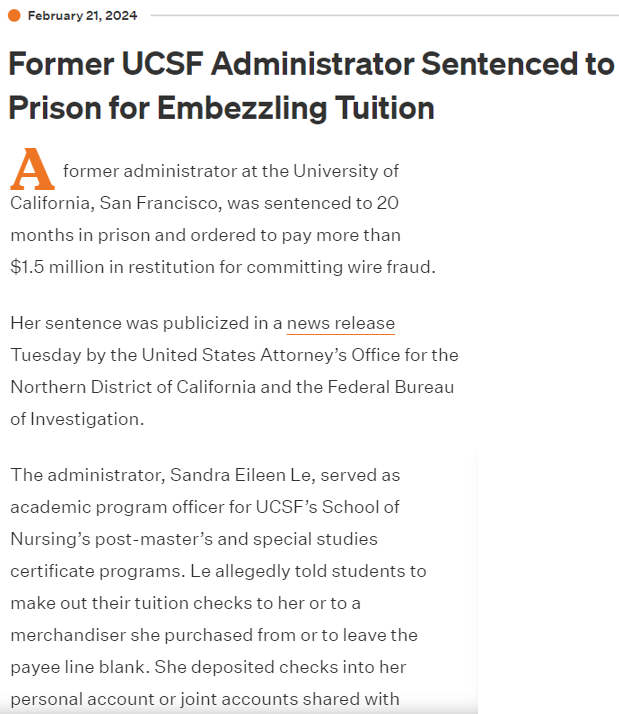 February 21, 2024
Former UCSF Administrator Sentenced to
Prison for Embezzling Tuition
A former administrator at the University of
California, San Francisco, was sentenced to 20
months in prison and ordered to pay more than
$1.5 million in restitution for committing wire fraud.
Her sentence was publicized in a news release
Tuesday by the United States Attorney’s Office for the
Northern District of California and the Federal Bureau
of Investigation.
The administrator, Sandra Eileen Le, served as
academic program officer for UCSF’s School of
Nursing’s post-master’s and special studies
certificate programs. Le allegedly told students to
make out their tuition checks to her or to a
merchandiser she purchased from or to leave the
payee line blank. She deposited checks into her
personal account or joint accounts shared with